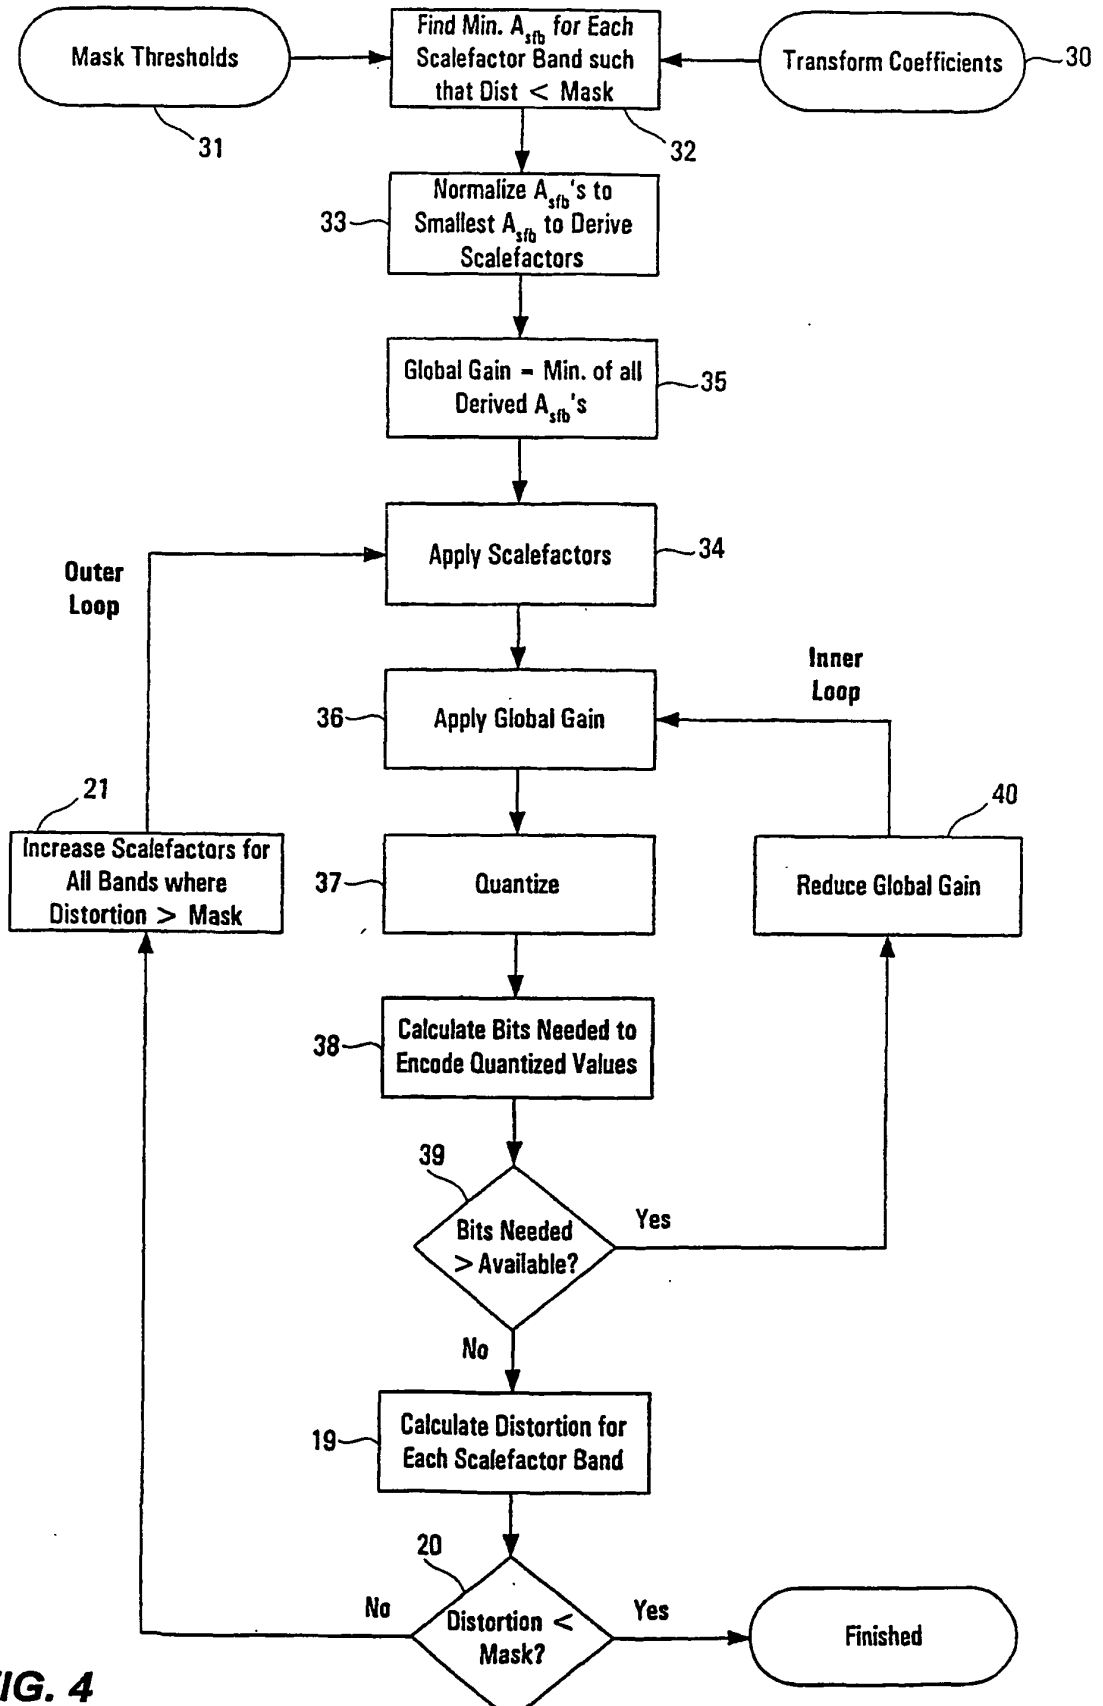 Mask Thresholds
31
Find Min. Asfb for Each
Scalefactor Band such
that Dist < Mask
32
Transform Coefficients
30
33
Normalize Asfb's to
Smallest Asfb to Derive
Scalefactors
Global Gain = Min. of all
Derived Asfb's
35
Apply Scalefactors
34
Outer
Loop
Inner
Loop
36
Apply Global Gain
21
Increase Scalefactors for
All Bands where
Distortion > Mask
37
Quantize
40
Reduce Global Gain
38
Calculate Bits Needed to
Encode Quantized Values
39
Bits Needed
> Available?
Yes
No
19
Calculate Distortion for
Each Scalefactor Band
20
Distortion <
Mask?
No
Yes
Finished
IG. 4